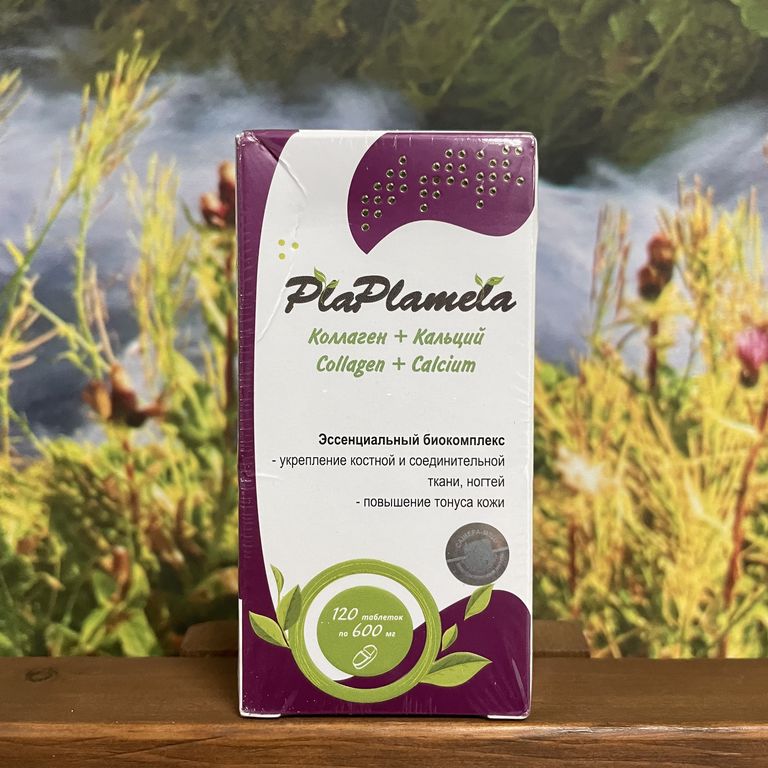 PlaPlamela
Коллаген + Кальций
Collagen + Calcium
Эссенциальный биокомплекс
- укрепление костной и соединительной
ткани, ногтей
- повышение тонуса кожи
120 таблеток
по 600 мг